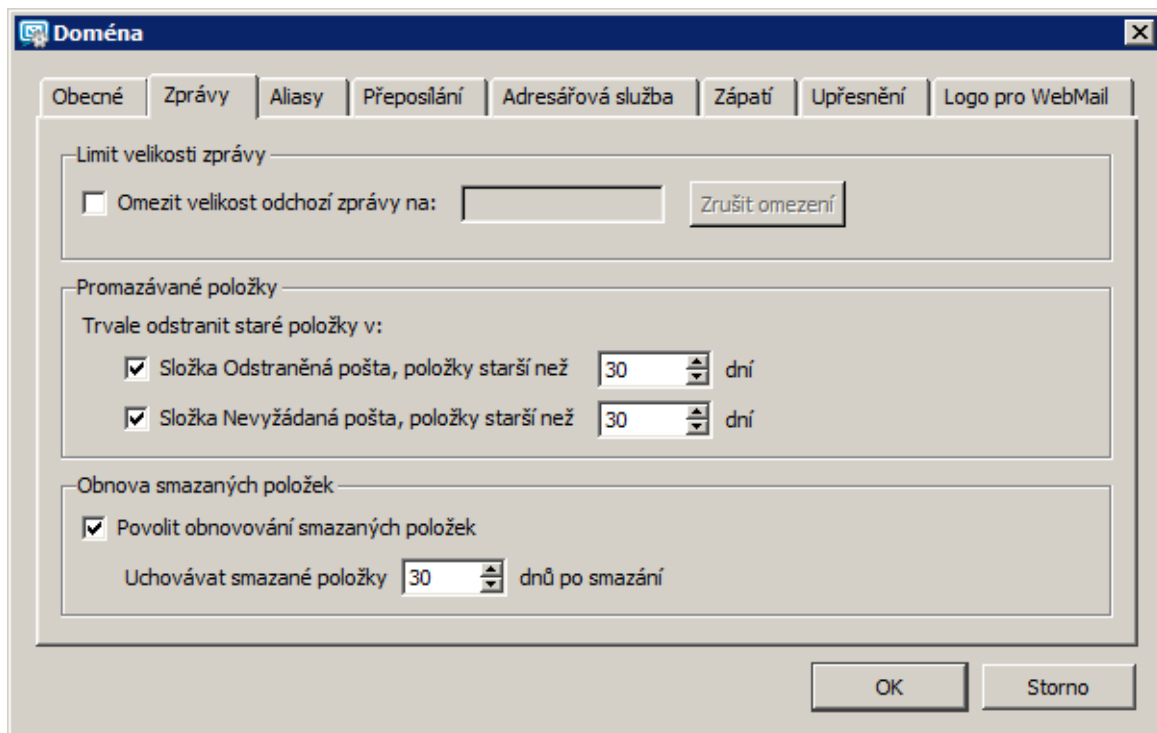 Doména
Obecné Zprávy Aliasy Přeposílání Adresářová služba Zápatí Upřesnění Logo pro WebMail
Limit velikosti zprávy
Omezit velikost odchozí zprávy na: Zrušit omezení
Promazávané položky
Trvale odstranit staré položky v:
Složka Odstraněná pošta, položky starší než 30 dní
Složka Nevyžádaná pošta, položky starší než 30 dní
Obnova smazaných položek
Povolit obnovování smazaných položek
Uchovávat smazané položky 30 dnů po smazání
OK Storno